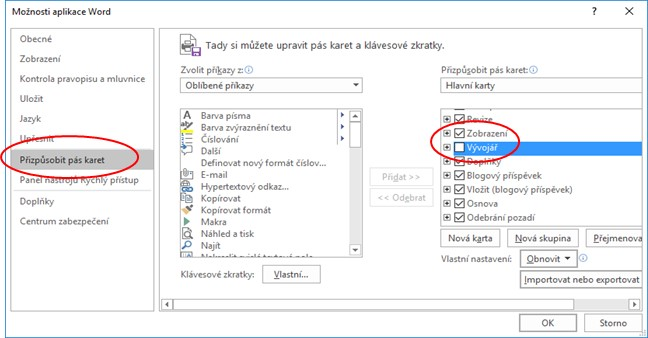 Možnosti aplikace Word
?
Obecné
Zobrazení
Kontrola pravopisu a mluvnice
Uložit
Jazyk
Upřesnit
Přizpůsobit pás karet
Panel nástrojů Rychlý přístup
Doplňky
Centrum zabezpečení
Tady si můžete upravit pás karet a klávesové zkratky.
Zvolit příkazy z:
Oblíbené příkazy
Barva písma
Barva zvýraznění textu
Číslování
Další
Definovat nový formát číslov...
E-mail
Hypertextový odkaz...
Kopírovat
Kopírovat formát
Makra
Náhled a tisk
Najít
Nakreslit svislé textové pole
Klávesové zkratky:
Vlastní...
Přidat >>
<< Odebrat
Přizpůsobit pás karet:
Hlavní karty
Revize
Zobrazení
Vývojář
Doplňky
Blogový příspěvek
Vložit (blogový příspěvek)
Osnova
Odebrání pozadí
Nová karta
Nová skupina
Přejmenova
Vlastní nastavení:
Obnovit
Importovat nebo exportovat
OK
Storno